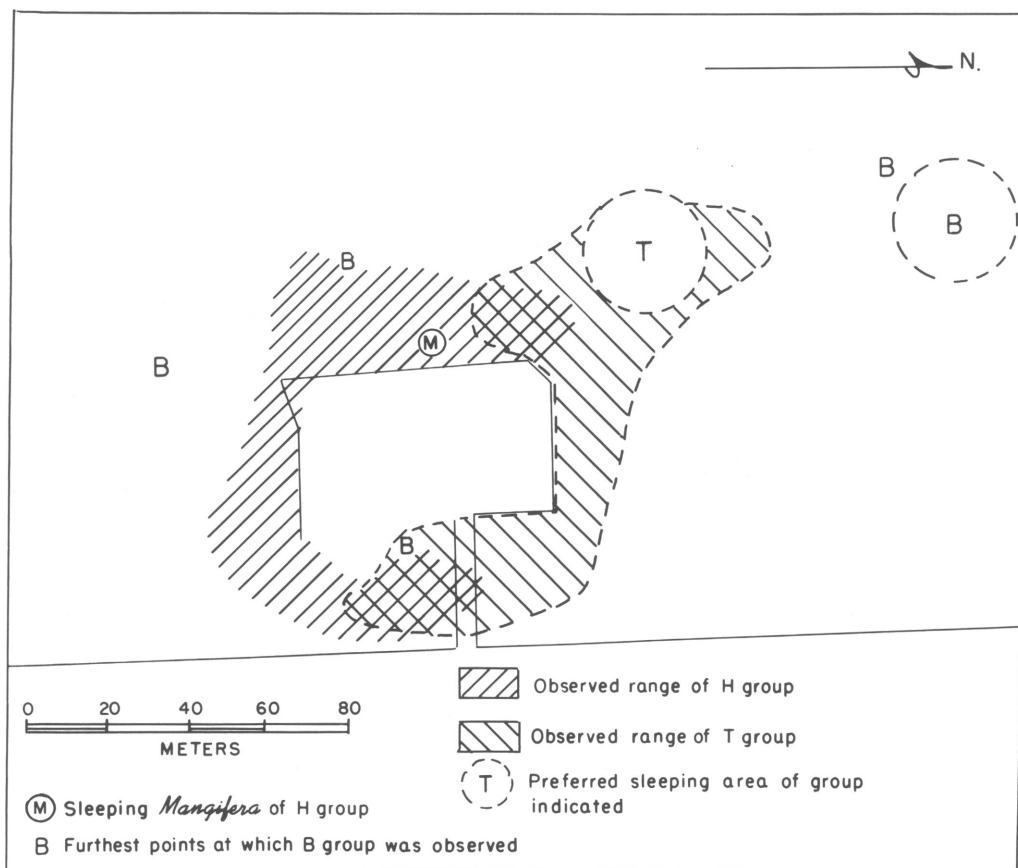 N.
B
B
T
B
M
B
B
0 20 40 60 80
METERS
Observed range of H group
Observed range of T group
T Preferred sleeping area of group
indicated
M Sleeping Mangifera of H group
B Furthest points at which B group was observed